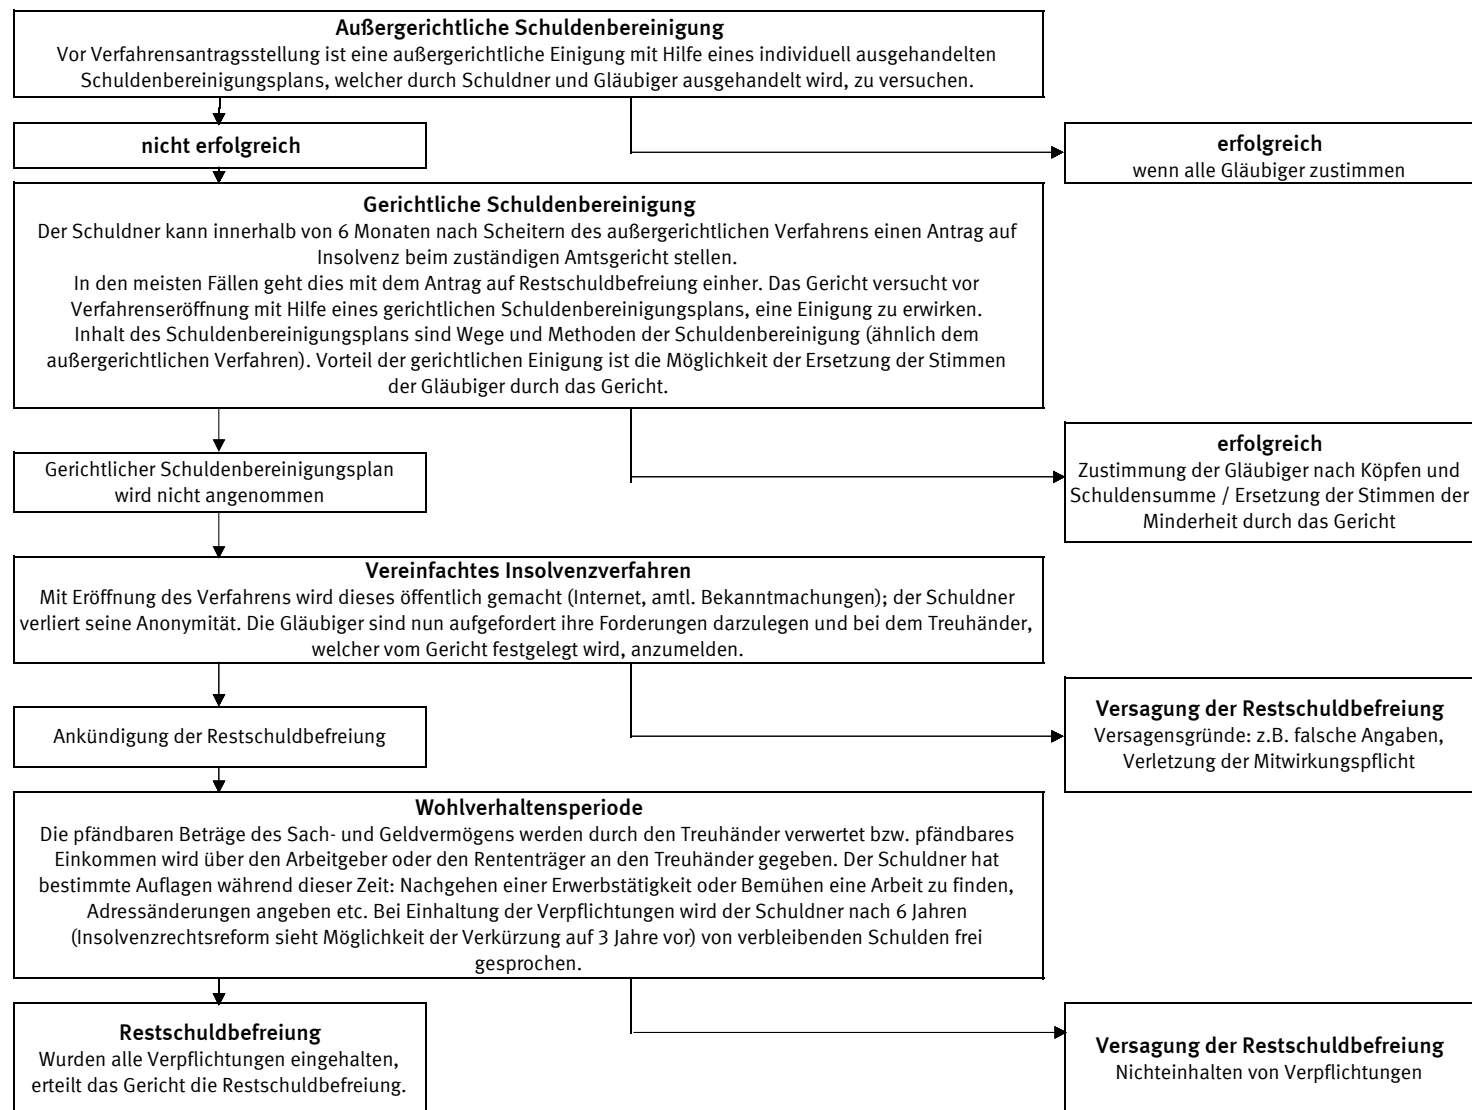 Außergerichtliche Schuldenbereinigung
Vor Verfahrensantragsstellung ist eine außergerichtliche Einigung mit Hilfe eines individuell ausgehandelten
Schuldenbereinigungsplans, welcher durch Schuldner und Gläubiger ausgehandelt wird, zu versuchen.
nicht erfolgreich
erfolgreich
wenn alle Gläubiger zustimmen
Gerichtliche Schuldenbereinigung
Der Schuldner kann innerhalb von 6 Monaten nach Scheitern des außergerichtlichen Verfahrens einen Antrag auf
Insolvenz beim zuständigen Amtsgericht stellen.
In den meisten Fällen geht dies mit dem Antrag auf Restschuldbefreiung einher. Das Gericht versucht vor
Verfahrenseröffnung mit Hilfe eines gerichtlichen Schuldenbereinigungsplans, eine Einigung zu erwirken.
Inhalt des Schuldenbereinigungsplans sind Wege und Methoden der Schuldenbereinigung (ähnlich dem
außergerichtlichen Verfahren). Vorteil der gerichtlichen Einigung ist die Möglichkeit der Ersetzung der Stimmen
der Gläubiger durch das Gericht.
Gerichtlicher Schuldenbereinigungsplan
wird nicht angenommen
erfolgreich
Zustimmung der Gläubiger nach Köpfen und
Schuldensumme / Ersetzung der Stimmen der
Minderheit durch das Gericht
Vereinfachtes Insolvenzverfahren
Mit Eröffnung des Verfahrens wird dieses öffentlich gemacht (Internet, amtl. Bekanntmachungen); der Schuldner
verliert seine Anonymität. Die Gläubiger sind nun aufgefordert ihre Forderungen darzulegen und bei dem Treuhänder,
welcher vom Gericht festgelegt wird, anzumelden.
Ankündigung der Restschuldbefreiung
Versagung der Restschuldbefreiung
Versagensgründe: z.B. falsche Angaben,
Verletzung der Mitwirkungspflicht
Wohlverhaltensperiode
Die pfändbaren Beträge des Sach- und Geldvermögens werden durch den Treuhänder verwertet bzw. pfändbares
Einkommen wird über den Arbeitgeber oder den Rententräger an den Treuhänder gegeben. Der Schuldner hat
bestimmte Auflagen während dieser Zeit: Nachgehen einer Erwerbstätigkeit oder Bemühen eine Arbeit zu finden,
Adressänderungen angeben etc. Bei Einhaltung der Verpflichtungen wird der Schuldner nach 6 Jahren
(Insolvenzrechtsreform sieht Möglichkeit der Verkürzung auf 3 Jahre vor) von verbleibenden Schulden frei
gesprochen.
Restschuldbefreiung
Wurden alle Verpflichtungen eingehalten,
erteilt das Gericht die Restschuldbefreiung.
Versagung der Restschuldbefreiung
Nichteinhalten von Verpflichtungen